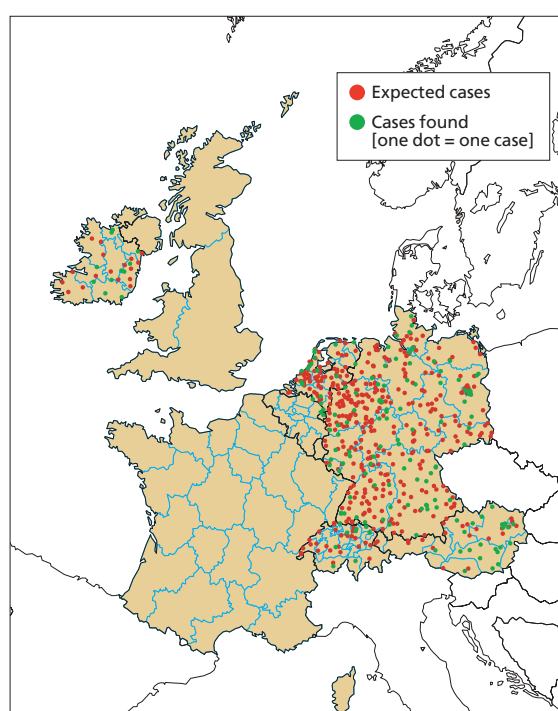 Expected cases
Cases found
[one dot = one case]